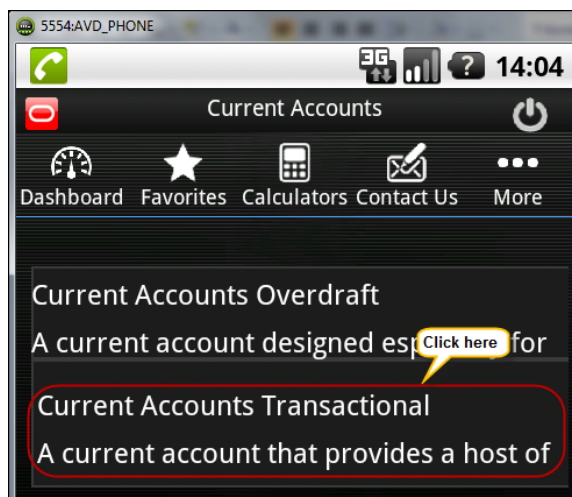 5554:AVD_PHONE
3G ? 14:04
Current Accounts
Dashboard Favorites Calculators Contact Us More
Current Accounts Overdraft
A current account designed esp for
Click here
Current Accounts Transactional
A current account that provides a host of